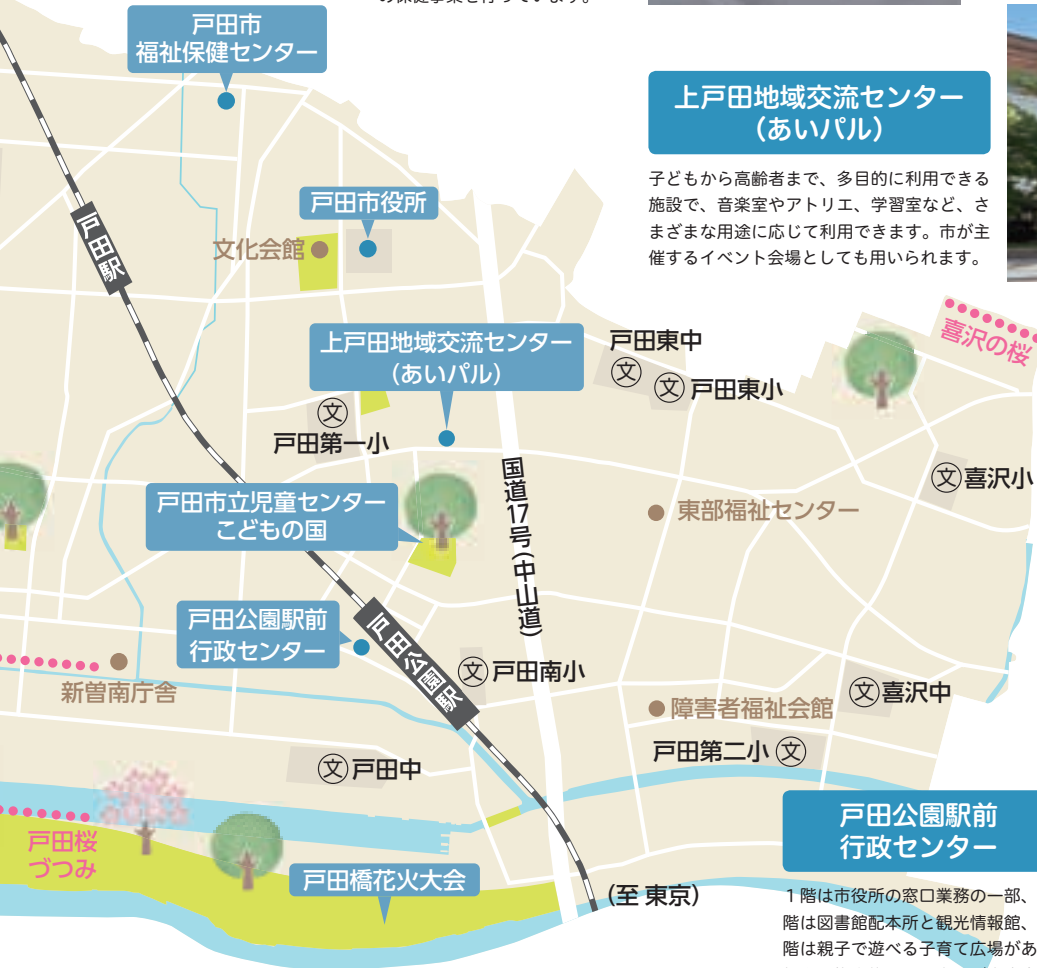 の保健事業を行っています。
戸田市
福祉保健センター
上戸田地域交流センター
(あいパル)
子どもから高齢者まで、多目的に利用できる
施設で、音楽室やアトリエ、学習室など、さ
まざまな用途に応じて利用できます。市が主
催するイベント会場としても用いられます。
戸田市役所
文化会館
戸田駅
上戸田地域交流センター
(あいパル)
戸田東中
文
文 戸田東小
喜沢の桜
文
戸田第一小
国道17号(中山道)
文 喜沢小
戸田市立児童センター
こどもの国
東部福祉センター
戸田公園駅前
行政センター
戸田公園駅
文 戸田南小
新曽南庁舎
障害者福祉会館
文 喜沢中
戸田第二小 文
文 戸田中
戸田桜
づつみ
戸田橋花火大会
(至 東京)
戸田公園駅前
行政センター
1階は市役所の窓口業務の一部、
階は図書館配本所と観光情報館、
階は親子で遊べる子育て広場があ